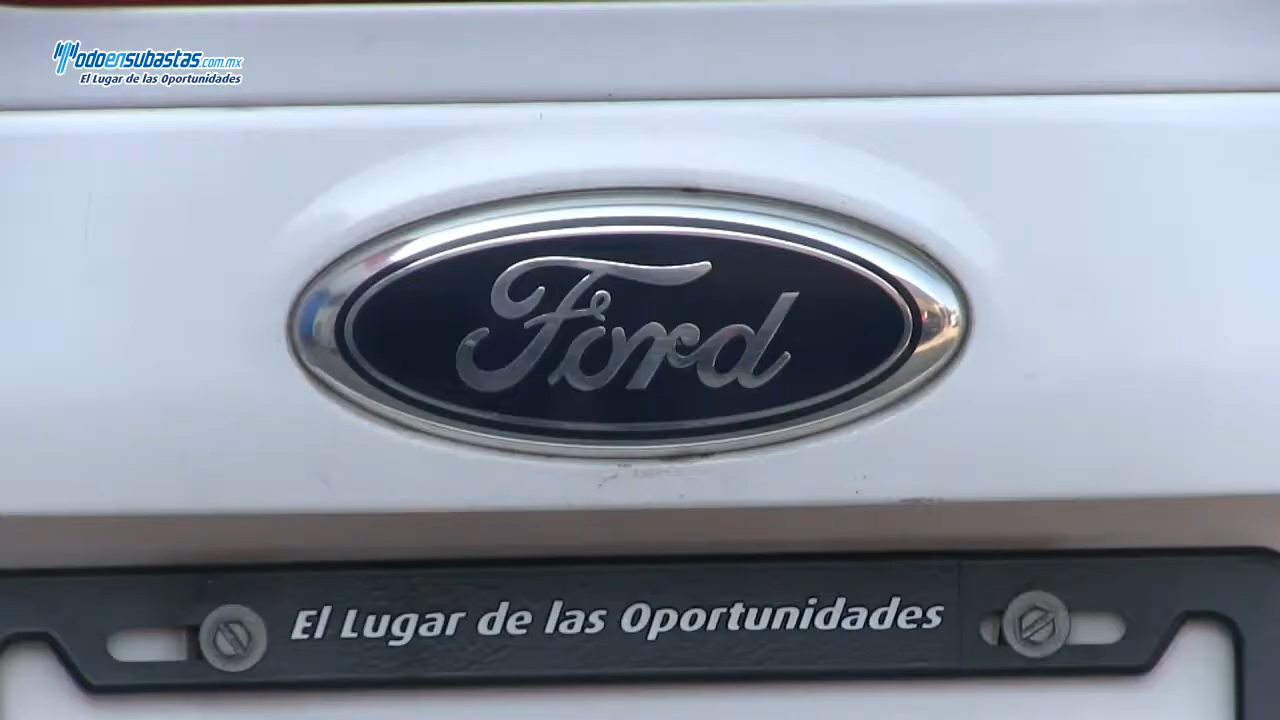 Todoensubastas.com.mx
El Lugar de las Oportunidades
Ford
El Lugar de las Oportunidades